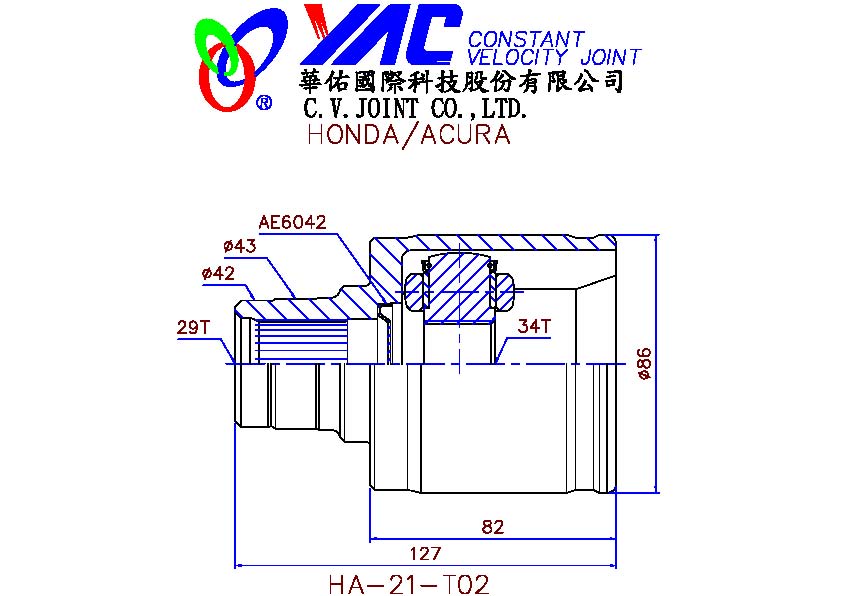 YAC CONSTANT
VELOCITY JOINT
®
華佑國際科技股份有限公司
C.V.JOINT CO.,LTD.
HONDA/ACURA
AE6042
ø43
ø42
29T
34T
ø86
82
127
HA-21-T02